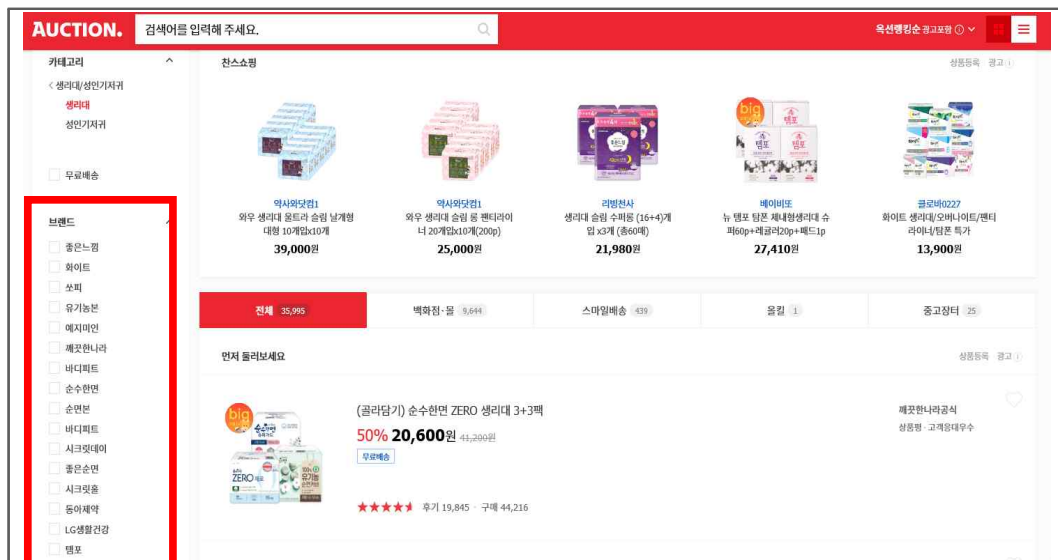 AUCTION.
검색어를 입력해 주세요.
옥션랭킹순 광고포함
카테고리
< 생리대/성인기저귀
생리대
성인기저귀
무료배송
브랜드
좋은느낌
화이트
쏘피
유기농본
예지미인
깨끗한나라
바디피트
순수한면
순면본
바디피트
시크릿데이
좋은순면
시크릿홀
동아제약
LG생활건강
템포
찬스쇼핑
상품등록 광고
약사와닷컴1
와우 생리대 울트라 슬림 날개형
대형 10개입x10개
39,000원
약사와닷컴1
와우 생리대 슬림 롱 팬티라이
너 20개입x10개(200p)
25,000원
리빙천사
생리대 슬림 수퍼롱 (16+4)개
입 x3개 (총60매)
21,980원
big
템포
템포
베이비또
뉴 템포 탐폰 체내형생리대 슈
퍼60p+레귤러20p+패드1p
27,410원
클로바0227
화이트 생리대/오버나이트/팬티
라이너/탐폰 특가
13,900원
전체 35,995
백화점·몰 9,644
스마일배송 439
올킬 1
중고장터 25
먼저 둘러보세요
상품등록 광고
big
순수한면
ZERO
100%
유기농
(골라담기) 순수한면 ZERO 생리대 3+3팩
50% 20,600원 41,200원
무료배송
후기 19,845 · 구매 44,216
깨끗한나라공식
상품평 · 고객응대우수